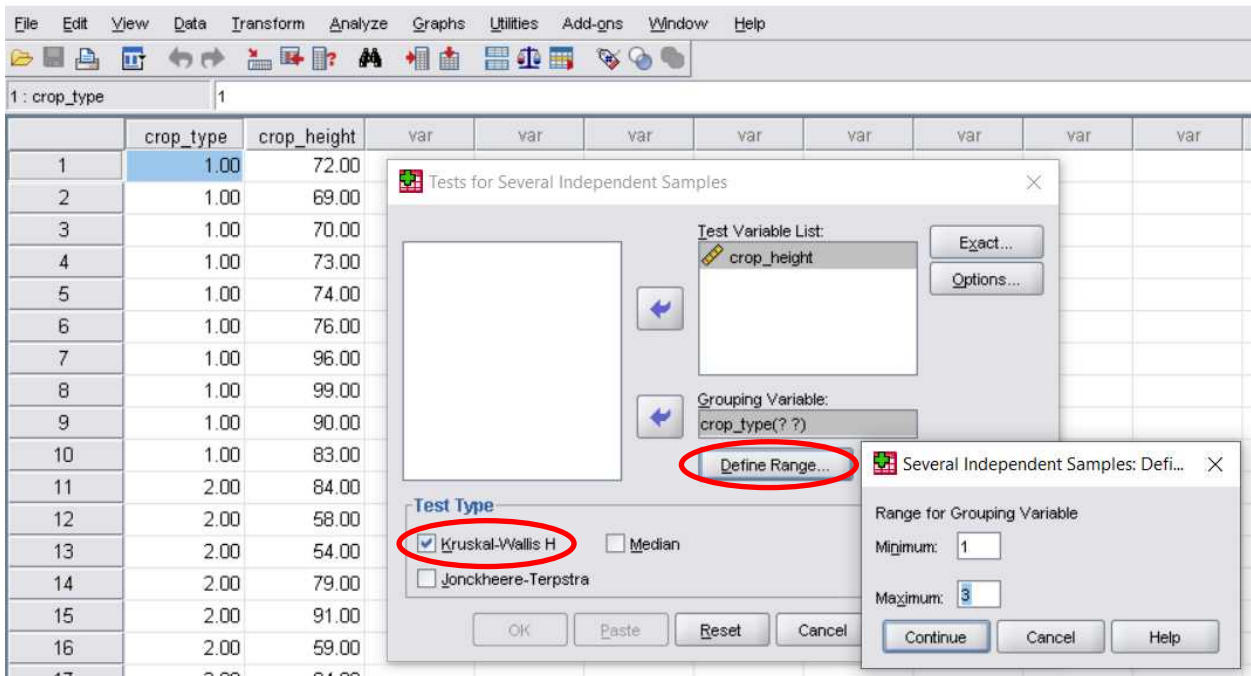 File Edit View Data Transform Analyze Graphs Utilities Add-ons Window Help
1 : crop_type 1
crop_type crop_height var var var var var var var var
1 1.00 72.00
2 1.00 69.00
3 1.00 70.00
4 1.00 73.00
5 1.00 74.00
6 1.00 76.00
7 1.00 96.00
8 1.00 99.00
9 1.00 90.00
10 1.00 83.00
11 2.00 84.00
12 2.00 58.00
13 2.00 54.00
14 2.00 79.00
15 2.00 91.00
16 2.00 59.00
Tests for Several Independent Samples
Test Variable List:
crop_height
Exact...
Options...
Grouping Variable:
crop_type(? ?)
Define Range...
Test Type
Kruskal-Wallis H Median
Jonckheere-Terpstra
OK Paste Reset Cancel
Several Independent Samples: Defi...
Range for Grouping Variable
Minimum: 1
Maximum: 3
Continue Cancel Help